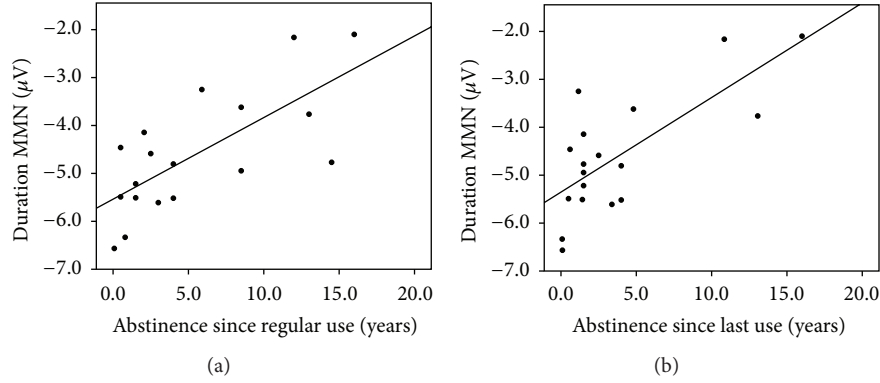 Duration MMN (μV)
−2.0
−3.0
−4.0
−5.0
−6.0
−7.0
0.0 5.0 10.0 15.0 20.0
Abstinence since regular use (years)
(a)
Duration MMN (μV)
−2.0
−3.0
−4.0
−5.0
−6.0
−7.0
0.0 5.0 10.0 15.0 20.0
Abstinence since last use (years)
(b)